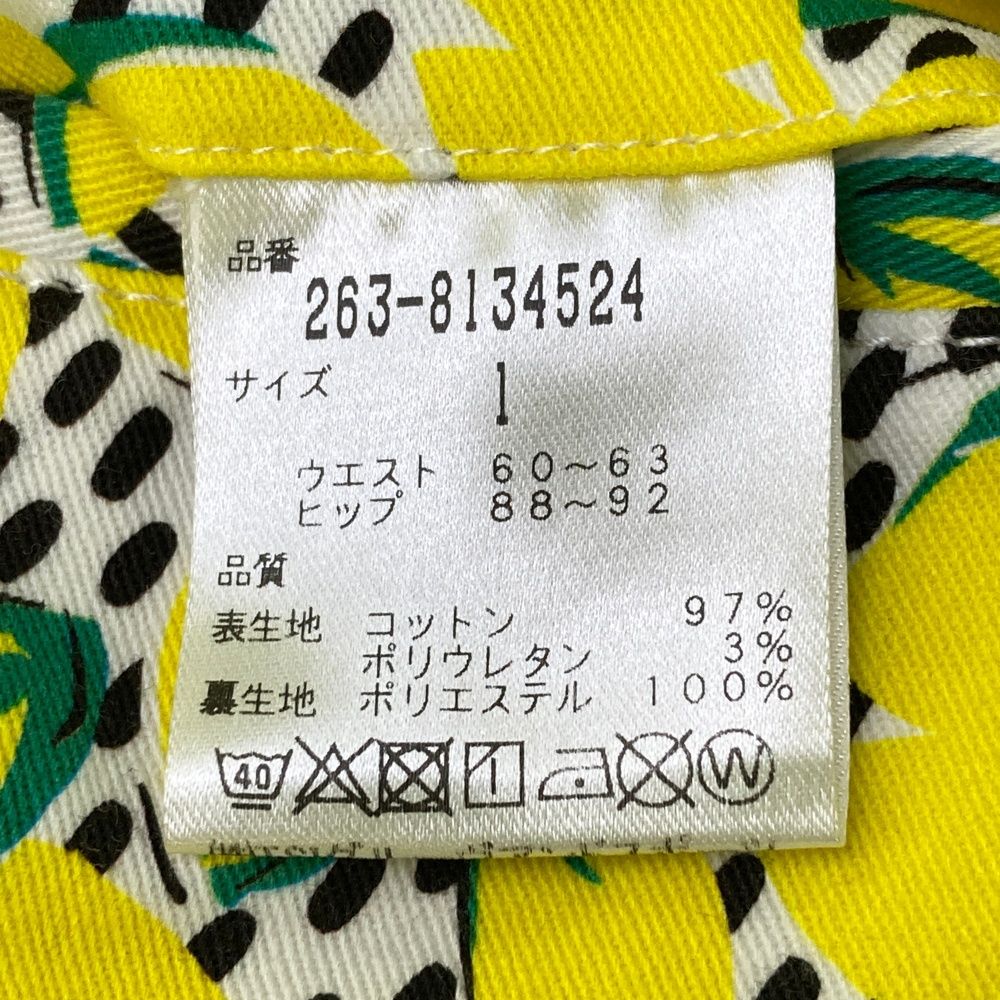 品番
263-8134524
サイズ 1
ウエスト 60～63
ヒップ 88～92
品質
表生地 コットン 97%
ポリウレタン 3%
裏生地 ポリエステル 100%
40 W